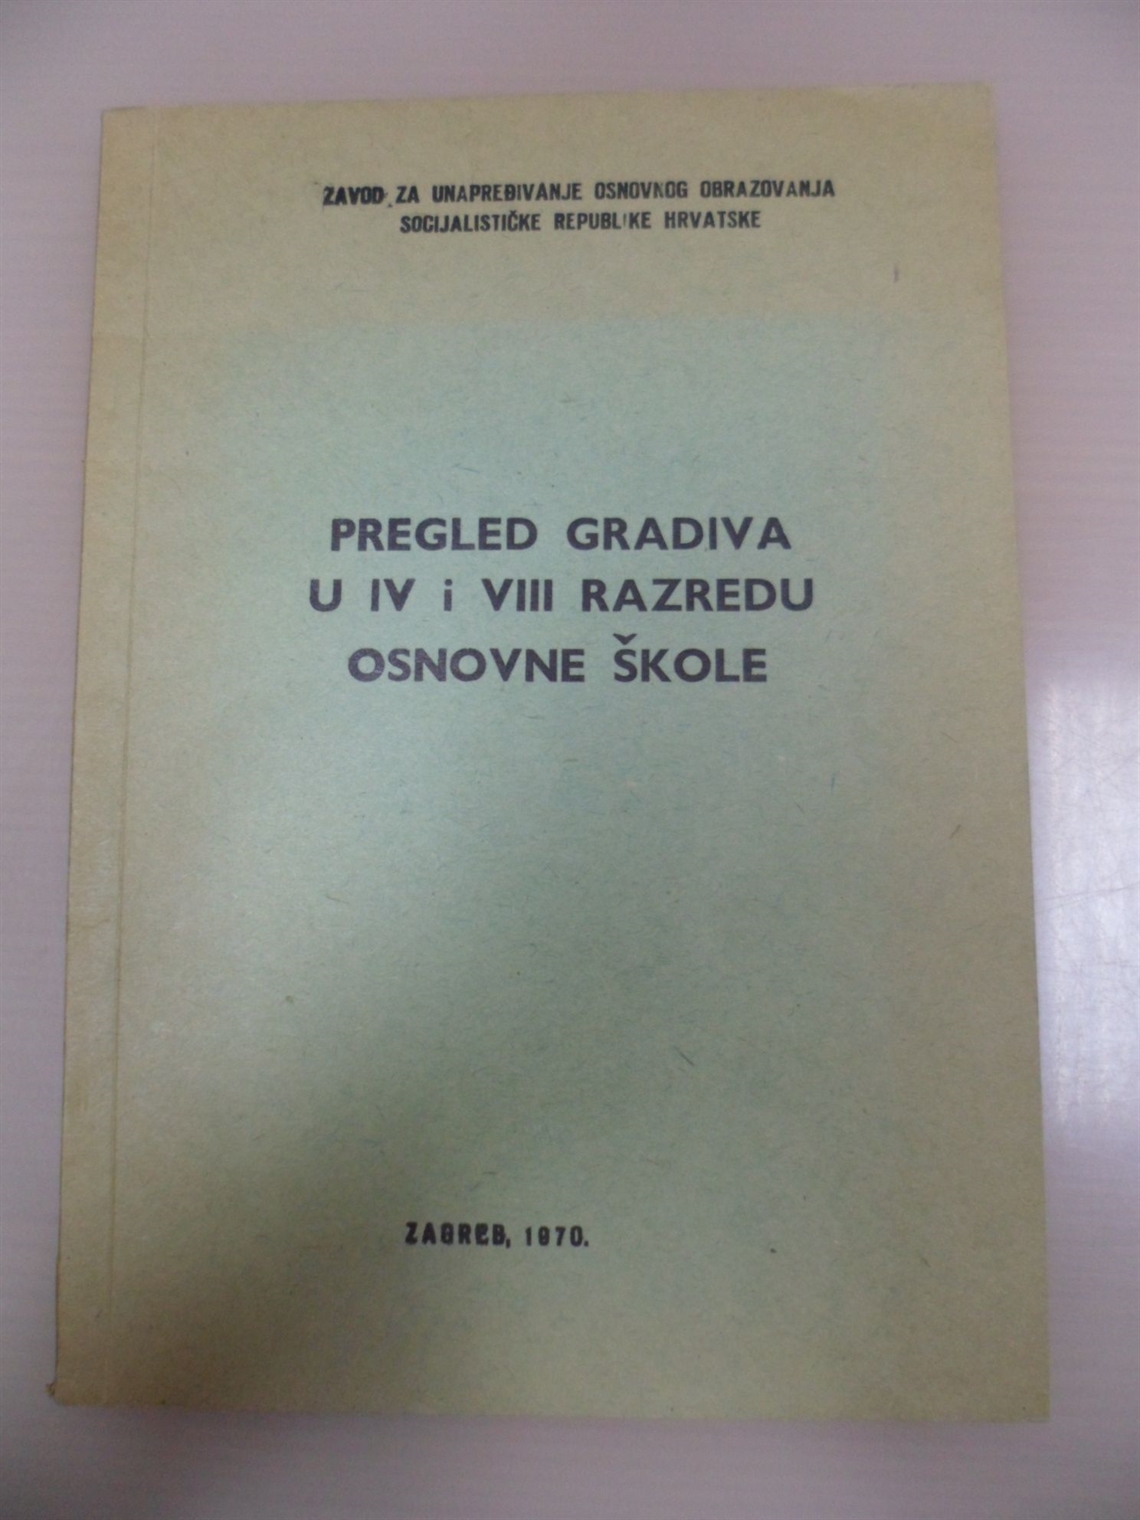 ZAVOD ZA UNAPREĐIVANJE OSNOVNOG OBRAZOVANJA
SOCIJALISTIČKE REPUBLIKE HRVATSKE
PREGLED GRADIVA
U IV i VIII RAZREDU
OSNOVNE ŠKOLE
ZAGREB, 1970.